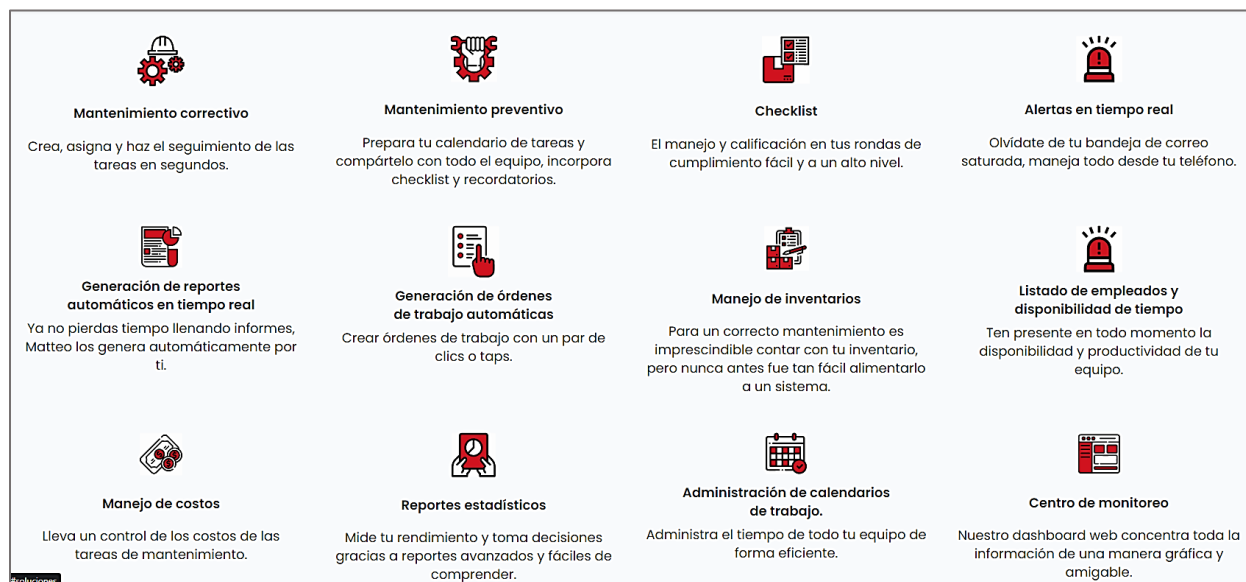 Mantenimiento correctivo
Crea, asigna y haz el seguimiento de las
tareas en segundos.
Mantenimiento preventivo
Prepara tu calendario de tareas y
compártelo con todo el equipo, incorpora
checklist y recordatorios.
Checklist
El manejo y calificación en tus rondas de
cumplimiento fácil y a un alto nivel.
Alertas en tiempo real
Olvídate de tu bandeja de correo
saturada, maneja todo desde tu teléfono.
Generación de reportes
automáticos en tiempo real
Ya no pierdas tiempo llenando informes,
Matteo los genera automáticamente por
ti.
Generación de órdenes
de trabajo automáticas
Crear órdenes de trabajo con un par de
clics o taps.
Manejo de inventarios
Para un correcto mantenimiento es
imprescindible contar con tu inventario,
pero nunca antes fue tan fácil alimentarlo
a un sistema.
Listado de empleados y
disponibilidad de tiempo
Ten presente en todo momento la
disponibilidad y productividad de tu
equipo.
Manejo de costos
Lleva un control de los costos de las
tareas de mantenimiento.
Reportes estadísticos
Mide tu rendimiento y toma decisiones
gracias a reportes avanzados y fáciles de
comprender.
Administración de calendarios
de trabajo.
Administra el tiempo de todo tu equipo de
forma eficiente.
Centro de monitoreo
Nuestro dashboard web concentra toda la
información de una manera gráfica y
amigable.